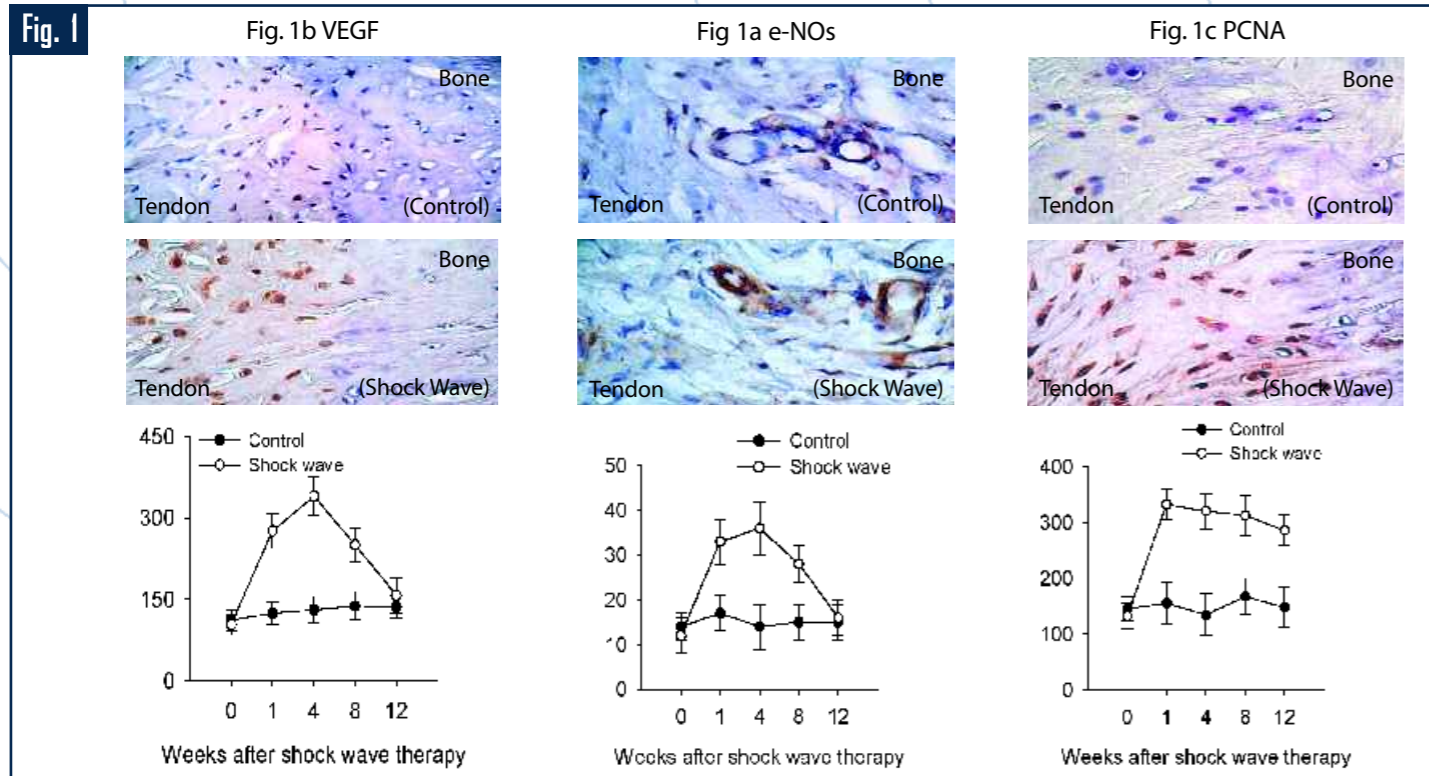 Fig. 1
Fig. 1b VEGF
Bone
Tendon
(Control)
Bone
Tendon
(Shock Wave)
450
300
150
0
Control
Shock wave
0 1 4 8 12
Weeks after shock wave therapy
Fig 1a e-NOs
Bone
Tendon
(Control)
Bone
Tendon
(Shock Wave)
Control
Shock wave
50
40
30
20
10
0
0 1 4 8 12
Weeks after shock wave therapy
Fig. 1c PCNA
Bone
Tendon
(Control)
Bone
Tendon
(Shock Wave)
Control
Shock wave
400
300
200
100
0
0 1 4 8 12
Weeks after shock wave therapy